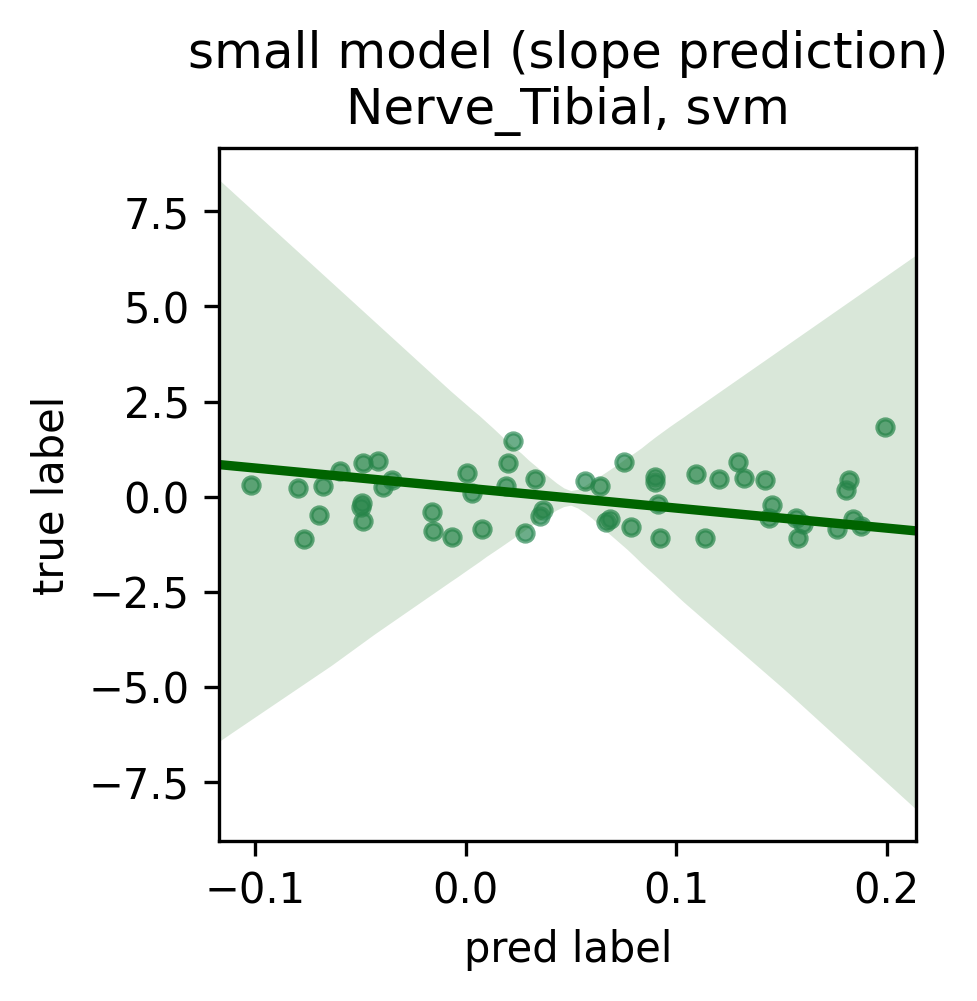 small model (slope prediction)
Nerve_Tibial, svm
7.5
5.0
2.5
0.0
−2.5
−5.0
−7.5
true label
−0.1 0.0 0.1 0.2
pred label